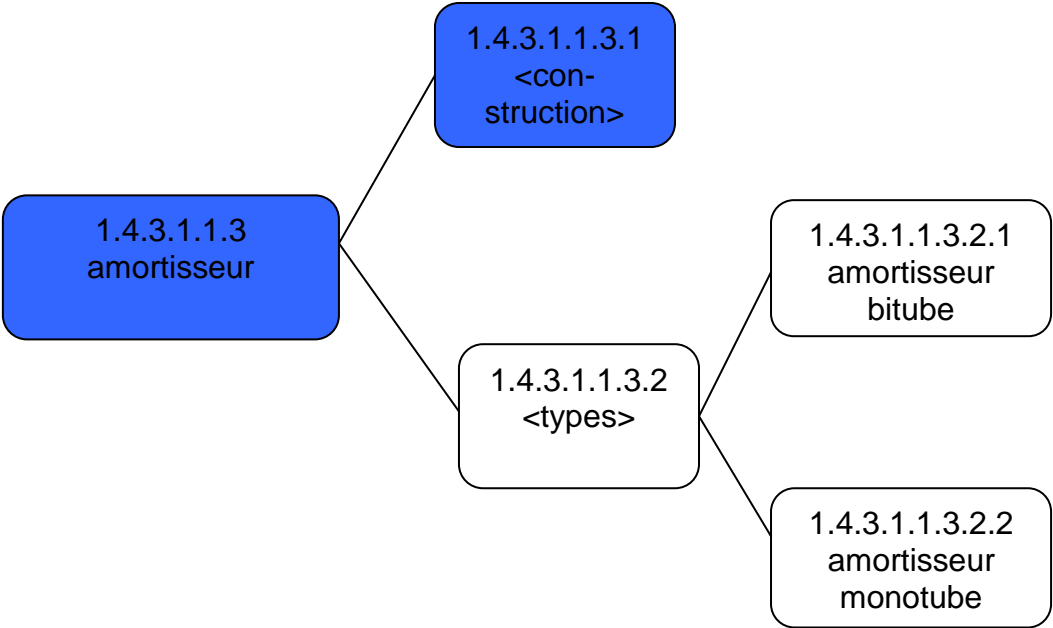 1.4.3.1.1.3.1
<con-
struction>
1.4.3.1.1.3
amortisseur
1.4.3.1.1.3.2
<types>
1.4.3.1.1.3.2.1
amortisseur
bitube
1.4.3.1.1.3.2.2
amortisseur
monotube